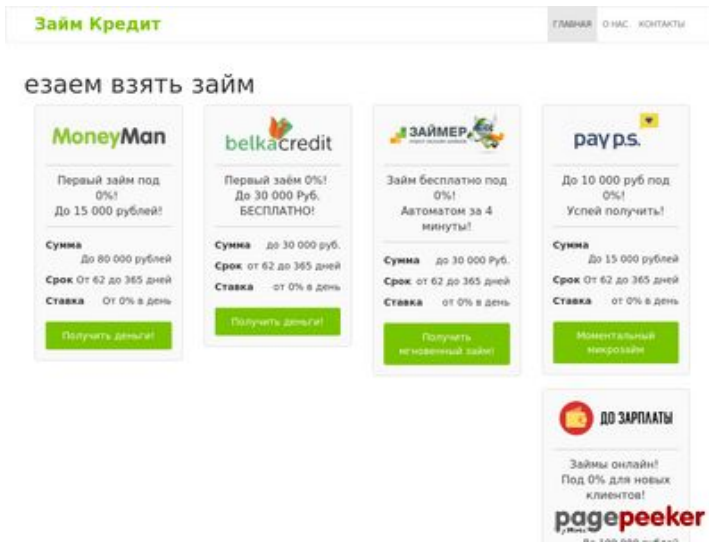 Займ Кредит
ГЛАВНАЯ О НАС КОНТАКТЫ
езаем взять займ
MoneyMan
Первый займ под
0%!
До 15 000 рублей!
Сумма
До 80 000 рублей
Срок От 62 до 365 дней
Ставка От 0% в день
Получить деньги!
belkacredit
Первый заём 0%!
До 30 000 Руб.
БЕСПЛАТНО!
Сумма до 30 000 руб.
Срок от 62 до 365 дней
Ставка от 0% в день
Получить деньги!
ЗАЙМЕР
Займ бесплатно под
0%!
Автоматом за 4
минуты!
Сумма до 30 000 Руб.
Срок от 62 до 365 дней
Ставка от 0% в день
Получить
мгновенный займ!
pay p.s.
До 10 000 руб под
0%!
Успей получить!
Сумма
До 15 000 рублей
Срок От 62 до 365 дней
Ставка От 0% в день
Моментальный
микрозайм
ДО ЗАРПЛАТЫ
Займы онлайн!
Под 0% для новых
клиентов!
pagepeeker
До 100 000 рублей